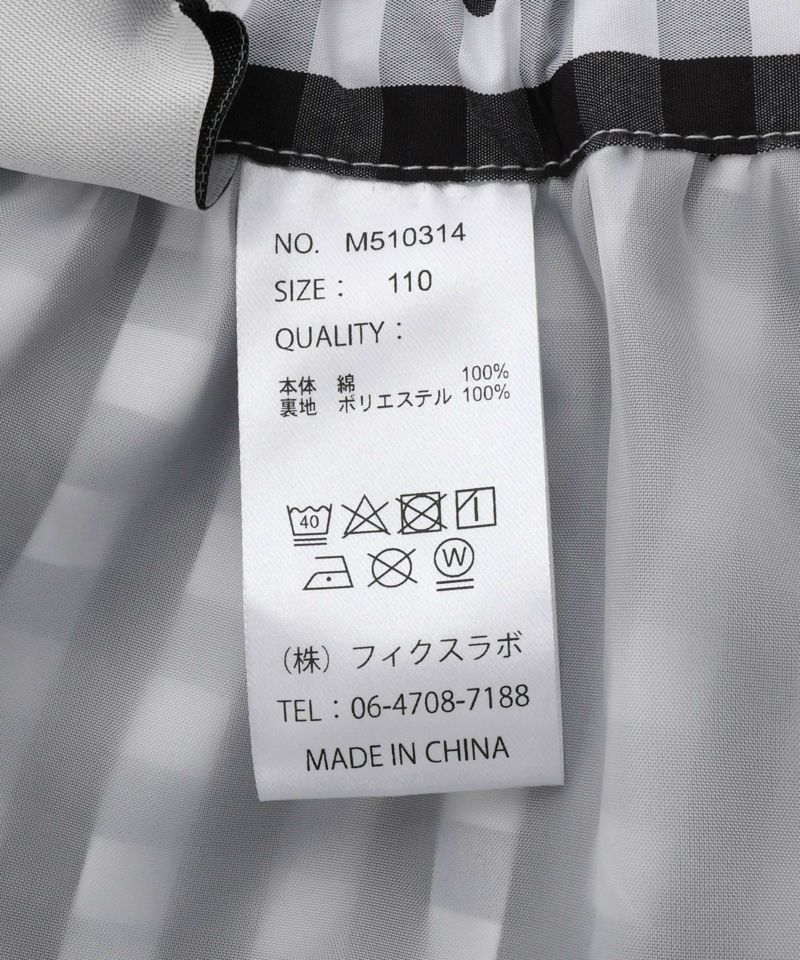 NO. M510314
SIZE： 110
QUALITY：
本体 綿 100%
裏地 ポリエステル 100%
40
W
（株）フィクスラボ
TEL：06-4708-7188
MADE IN CHINA